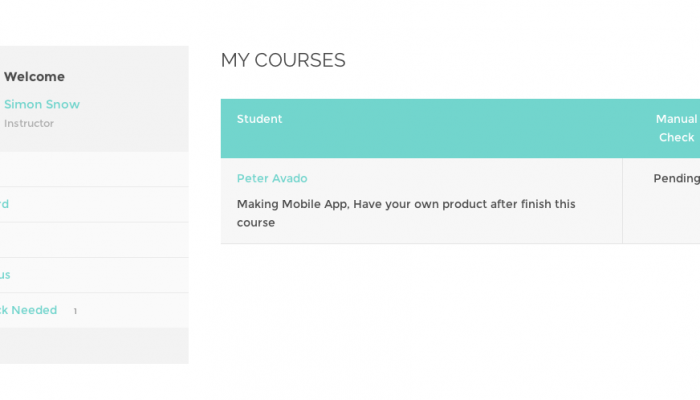 Welcome
Simon Snow
Instructor
rd
us
ck Needed 1
MY COURSES
Student
Manual
Check
Peter Avado
Pending
Making Mobile App, Have your own product after finish this
course